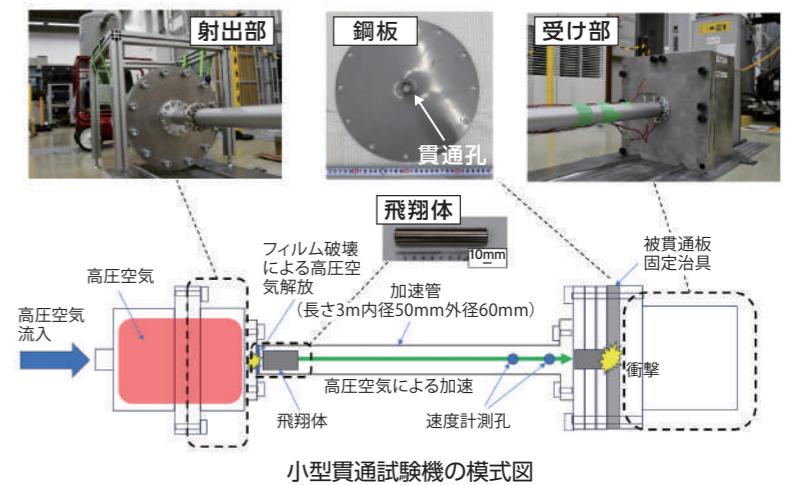 射出部
鋼板
受け部
貫通孔
飛翔体
10mm
フィルム破壊
による高圧空
気解放
被貫通板
固定治具
高圧空気
加速管
（長さ3m内径50mm外径60mm）
高圧空気
流入
衝撃
高圧空気による加速
飛翔体
速度計測孔
小型貫通試験機の模式図